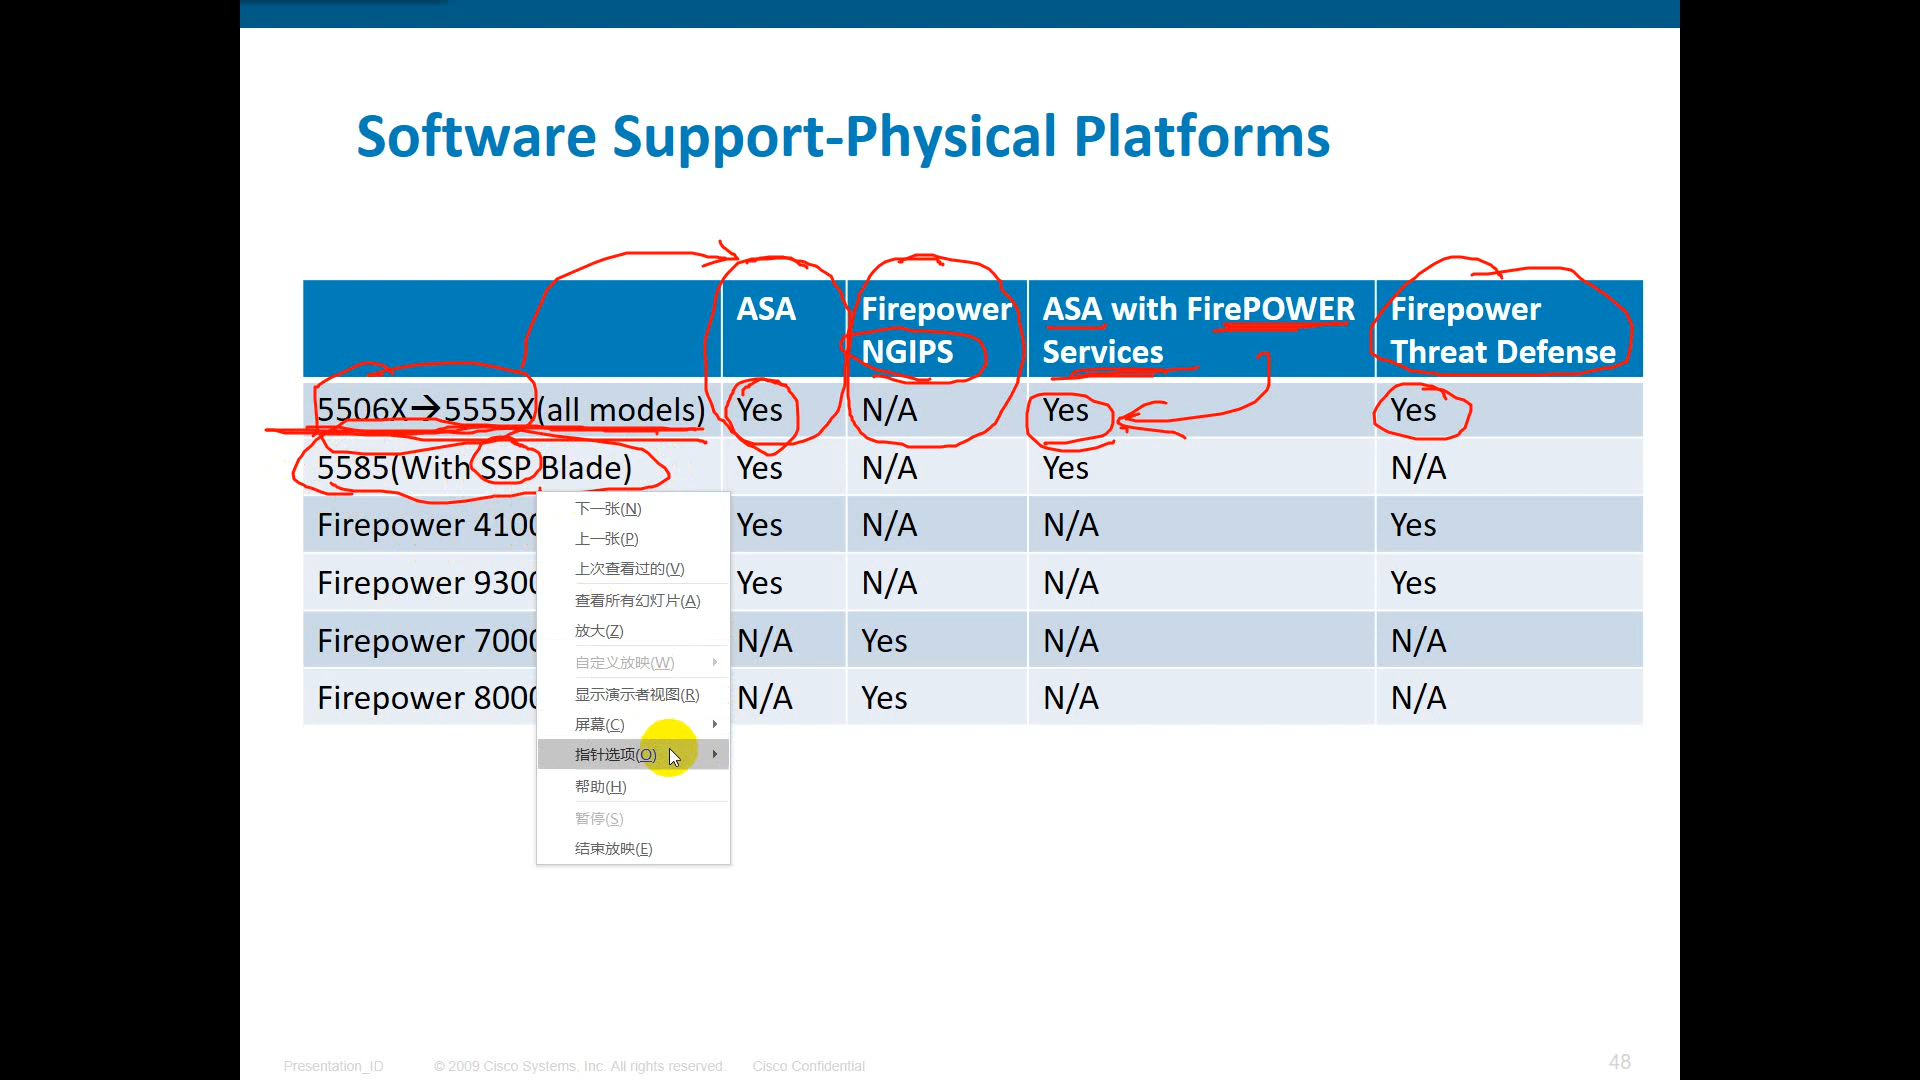 Software Support-Physical Platforms
ASA
Firepower NGIPS
ASA with FirePOWER Services
Firepower Threat Defense
5506X→5555X(all models) Yes N/A Yes Yes
5585(With SSP Blade) Yes N/A Yes N/A
Firepower 4100 Yes N/A N/A Yes
Firepower 9300 Yes N/A N/A Yes
Firepower 7000 N/A Yes N/A N/A
Firepower 8000 N/A Yes N/A N/A
下一张(N)
上一张(P)
上次查看过的(V)
查看所有幻灯片(A)
放大(Z)
自定义放映(W)
显示演示者视图(R)
屏幕(C)
指针选项(O)
帮助(H)
暂停(S)
结束放映(E)
Presentation_ID © 2009 Cisco Systems, Inc. All rights reserved. Cisco Confidential 48